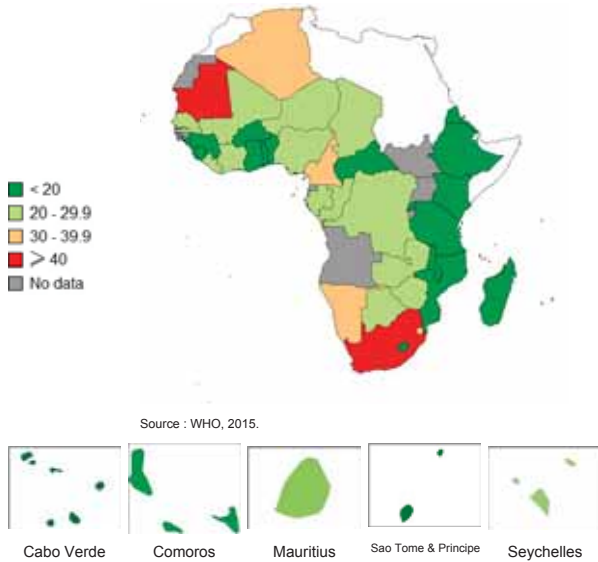 < 20
20 - 29.9
30 - 39.9
⩾ 40
No data
Source : WHO, 2015.
Cabo Verde
Comoros
Mauritius
Sao Tome & Principe
Seychelles